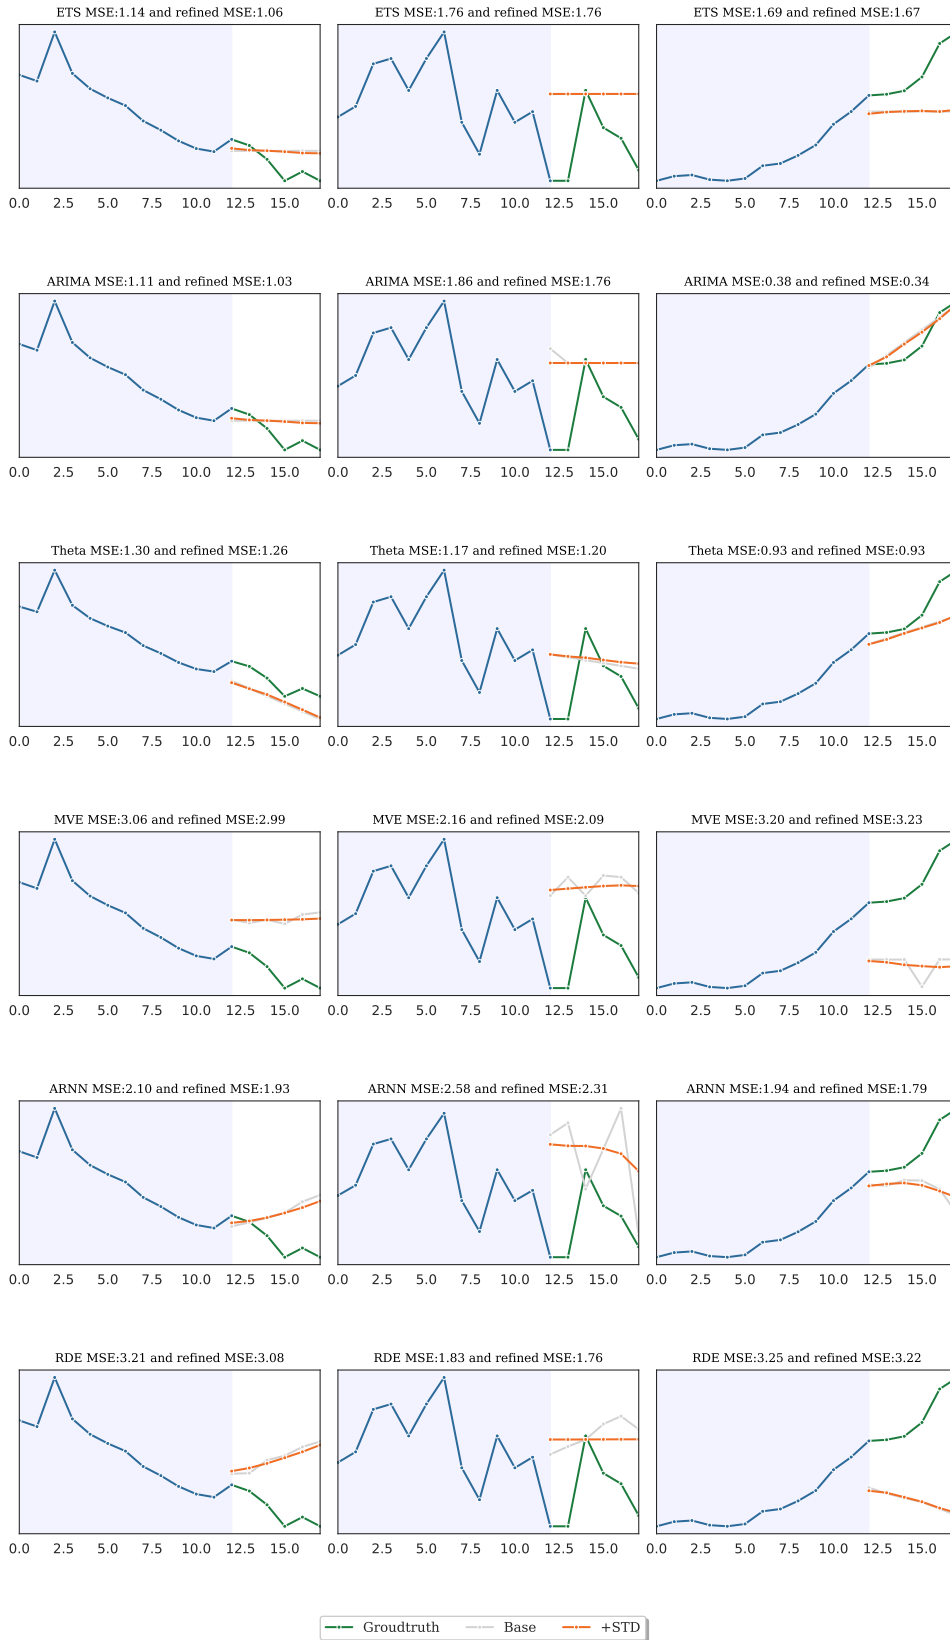 ETS MSE:1.14 and refined MSE:1.06
ETS MSE:1.76 and refined MSE:1.76
ETS MSE:1.69 and refined MSE:1.67
0.0 2.5 5.0 7.5 10.0 12.5 15.0
0.0 2.5 5.0 7.5 10.0 12.5 15.0
0.0 2.5 5.0 7.5 10.0 12.5 15.0
ARIMA MSE:1.11 and refined MSE:1.03
ARIMA MSE:1.86 and refined MSE:1.76
ARIMA MSE:0.38 and refined MSE:0.34
0.0 2.5 5.0 7.5 10.0 12.5 15.0
0.0 2.5 5.0 7.5 10.0 12.5 15.0
0.0 2.5 5.0 7.5 10.0 12.5 15.0
Theta MSE:1.30 and refined MSE:1.26
Theta MSE:1.17 and refined MSE:1.20
Theta MSE:0.93 and refined MSE:0.93
0.0 2.5 5.0 7.5 10.0 12.5 15.0
0.0 2.5 5.0 7.5 10.0 12.5 15.0
0.0 2.5 5.0 7.5 10.0 12.5 15.0
MVE MSE:3.06 and refined MSE:2.99
MVE MSE:2.16 and refined MSE:2.09
MVE MSE:3.20 and refined MSE:3.23
0.0 2.5 5.0 7.5 10.0 12.5 15.0
0.0 2.5 5.0 7.5 10.0 12.5 15.0
0.0 2.5 5.0 7.5 10.0 12.5 15.0
ARNN MSE:2.10 and refined MSE:1.93
ARNN MSE:2.58 and refined MSE:2.31
ARNN MSE:1.94 and refined MSE:1.79
0.0 2.5 5.0 7.5 10.0 12.5 15.0
0.0 2.5 5.0 7.5 10.0 12.5 15.0
0.0 2.5 5.0 7.5 10.0 12.5 15.0
RDE MSE:3.21 and refined MSE:3.08
RDE MSE:1.83 and refined MSE:1.76
RDE MSE:3.25 and refined MSE:3.22
0.0 2.5 5.0 7.5 10.0 12.5 15.0
0.0 2.5 5.0 7.5 10.0 12.5 15.0
0.0 2.5 5.0 7.5 10.0 12.5 15.0
Groudtruth Base +STD